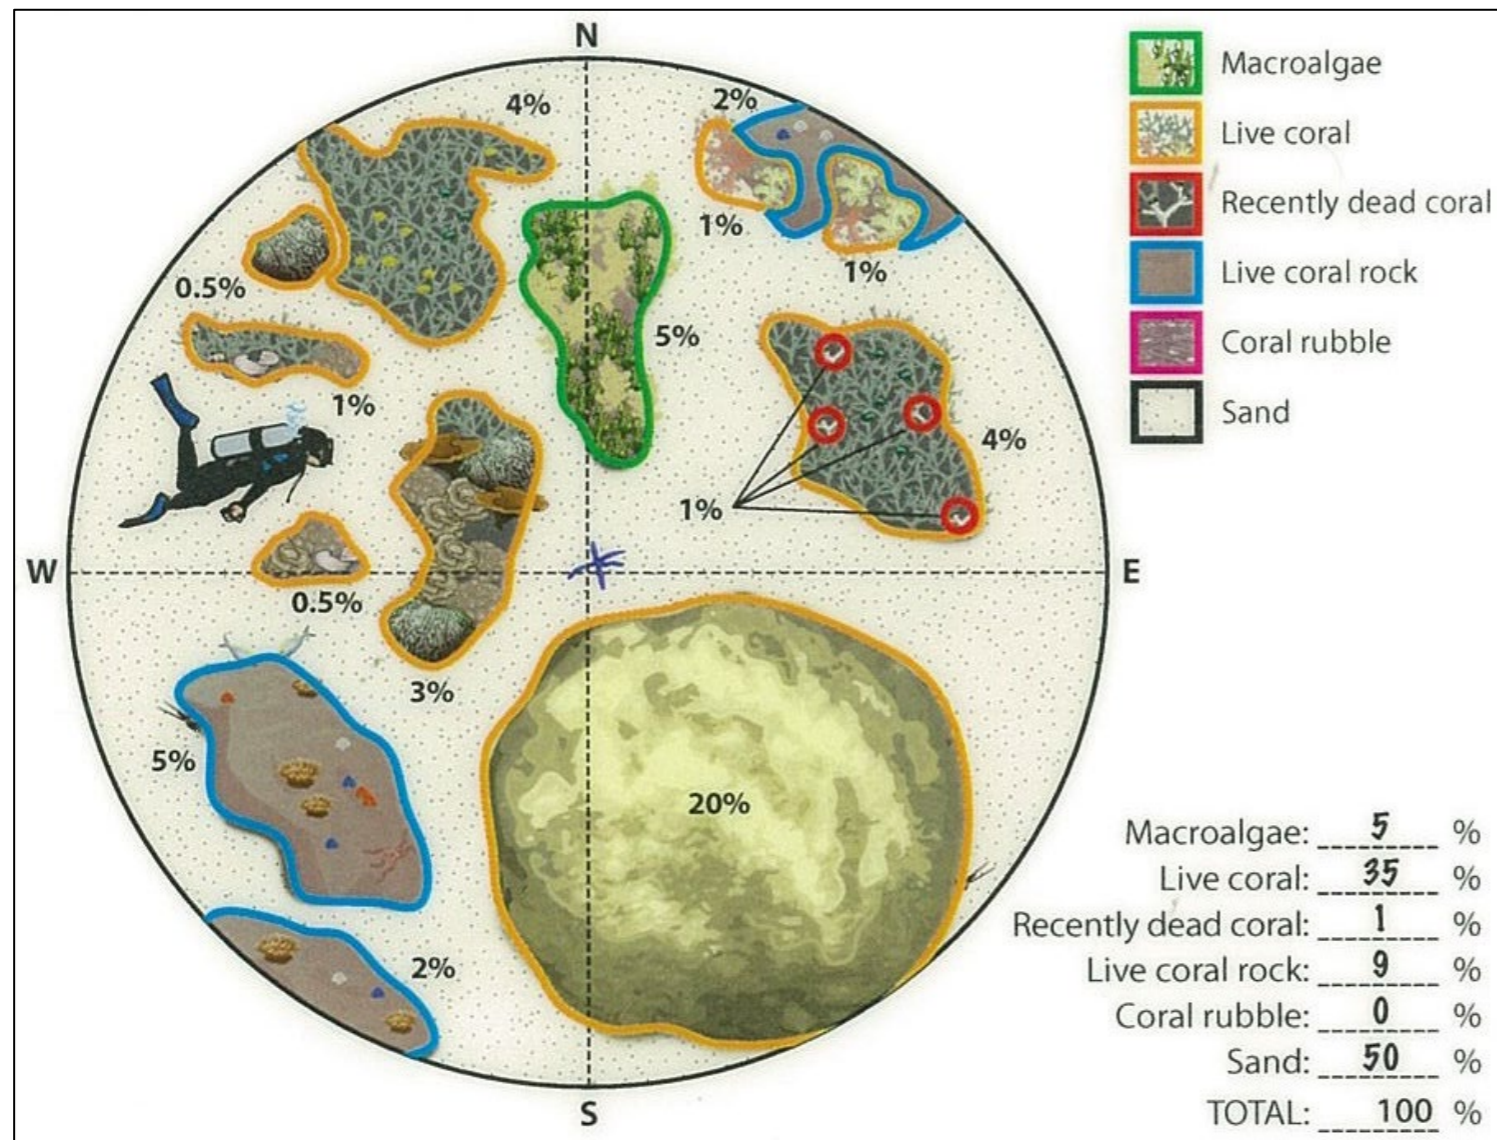 N
4%
2%
1%
1%
0.5%
5%
1%
4%
1%
W
E
0.5%
3%
5%
20%
2%
S
Macroalgae
Live coral
Recently dead coral
Live coral rock
Coral rubble
Sand
Macroalgae: 5 %
Live coral: 35 %
Recently dead coral: 1 %
Live coral rock: 9 %
Coral rubble: 0 %
Sand: 50 %
TOTAL: 100 %